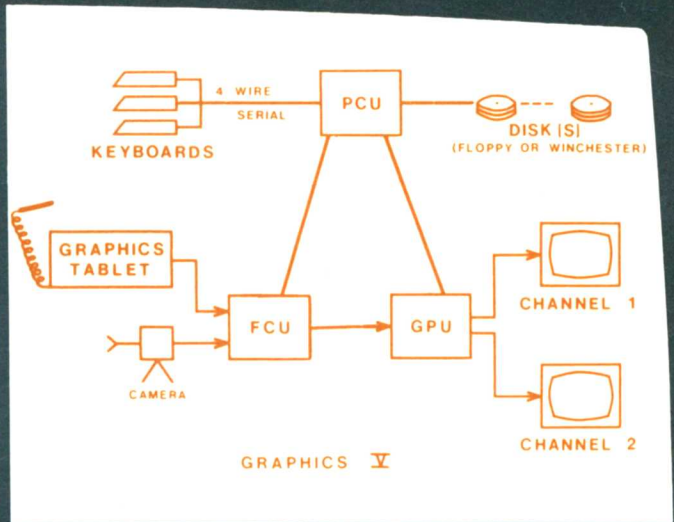 4 WIRE
SERIAL
PCU
KEYBOARDS
DISK |S|
(FLOPPY OR WINCHESTER)
GRAPHICS
TABLET
FCU
GPU
CHANNEL 1
CAMERA
CHANNEL 2
GRAPHICS V